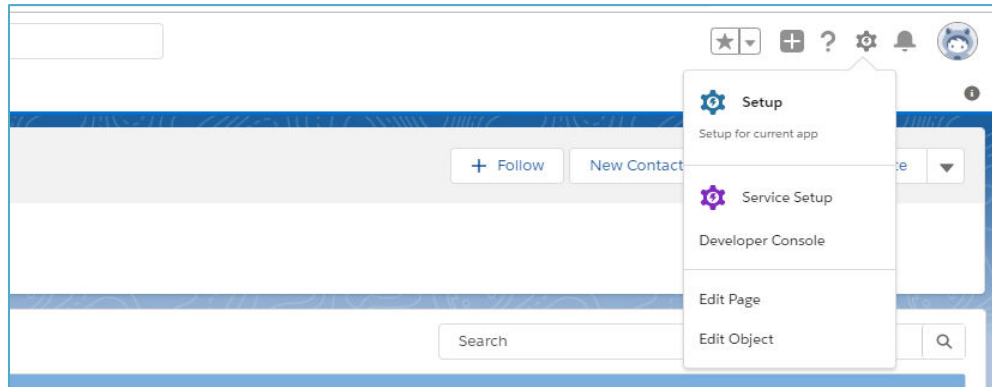 ?
Setup
Setup for current app
+ Follow
New Contact
Service Setup
Developer Console
Edit Page
Search
Edit Object